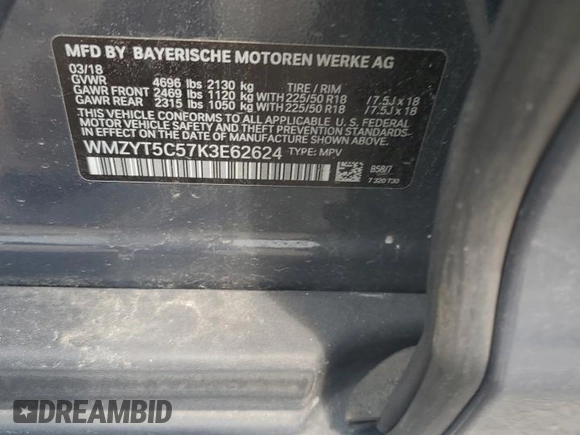 MFD BY BAYERISCHE MOTOREN WERKE AG
03/18
GVWR 4696 lbs 2130 kg TIRE / RIM
GAWR FRONT 2469 lbs 1120 kg WITH 225/50 R18 / 7.5J x 18
GAWR REAR 2315 lbs 1050 kg WITH 225/50 R18 / 7.5J x 18
THIS VEHICLE CONFORMS TO ALL APPLICABLE U. S. FEDERAL
MOTOR VEHICLE SAFETY, BUMPER, AND THEFT PREVENTION
STANDARDS IN EFFECT ON THE DATE OF MANUFACTURE SHOWN ABOVE.
WMZYT5C57K3E62624 TYPE: MPV
B58/7
7 320 730
DREAMBID